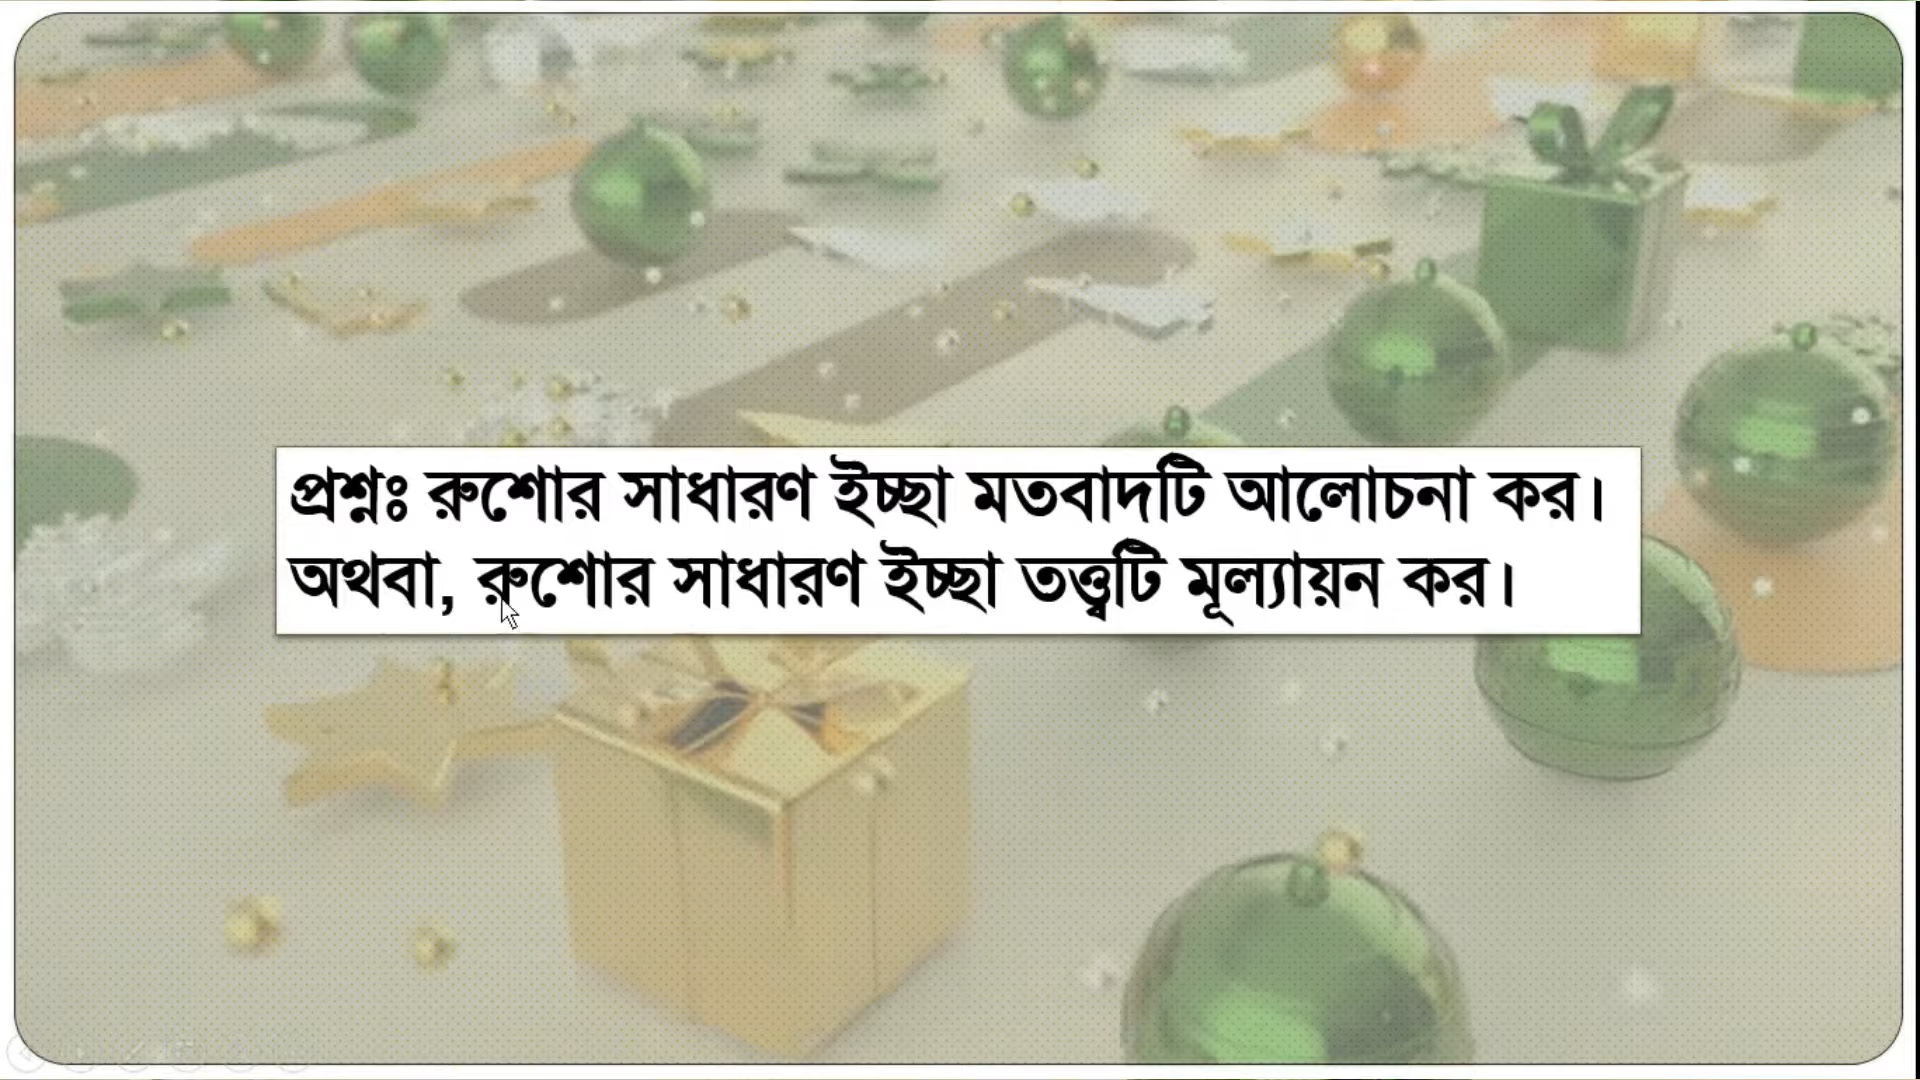 প্রশ্নঃ রুশোর সাধারণ ইচ্ছা মতবাদটি আলোচনা কর।
অথবা, রুশোর সাধারণ ইচ্ছা তত্ত্বটি মূল্যায়ন কর।